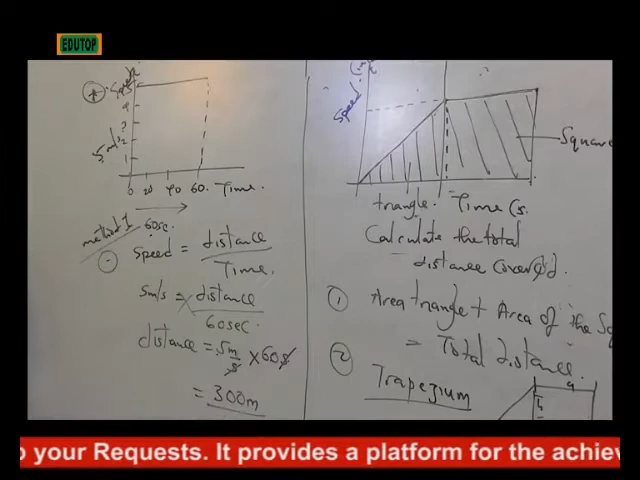 EDUTOP
Speed
5
4
3
2
1
5 m/s
0 20 40 60. Time.
60sec.
method 1
Speed = distance
Time.
5m/s = distance
60sec.
distance = 5m/s × 60s
= 300m
Speed
Square
triangle. Time (s.
Calculate the total
distance covered.
1 Area triangle + Area of the Sq
= Total distance.
2 Trapezium
a
h
o your Requests. It provides a platform for the achiev